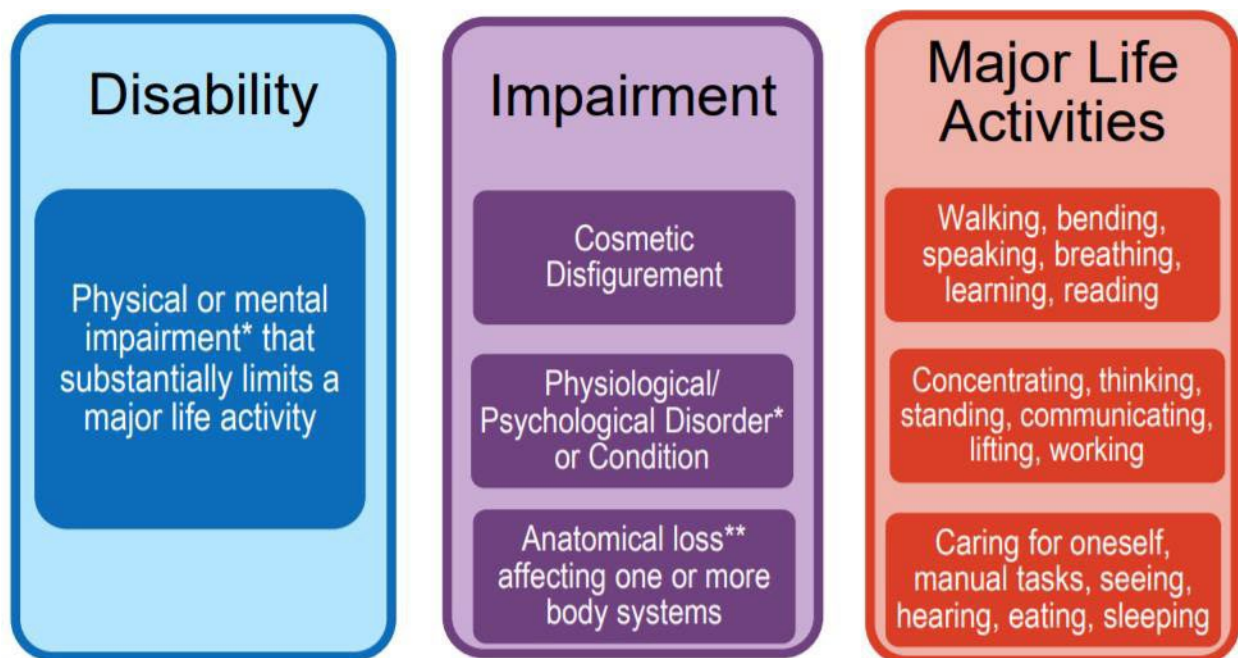 Disability
Physical or mental
impairment* that
substantially limits a
major life activity
Impairment
Cosmetic
Disfigurement
Physiological/
Psychological Disorder*
or Condition
Anatomical loss**
affecting one or more
body systems
Major Life
Activities
Walking, bending,
speaking, breathing,
learning, reading
Concentrating, thinking,
standing, communicating,
lifting, working
Caring for oneself,
manual tasks, seeing,
hearing, eating, sleeping